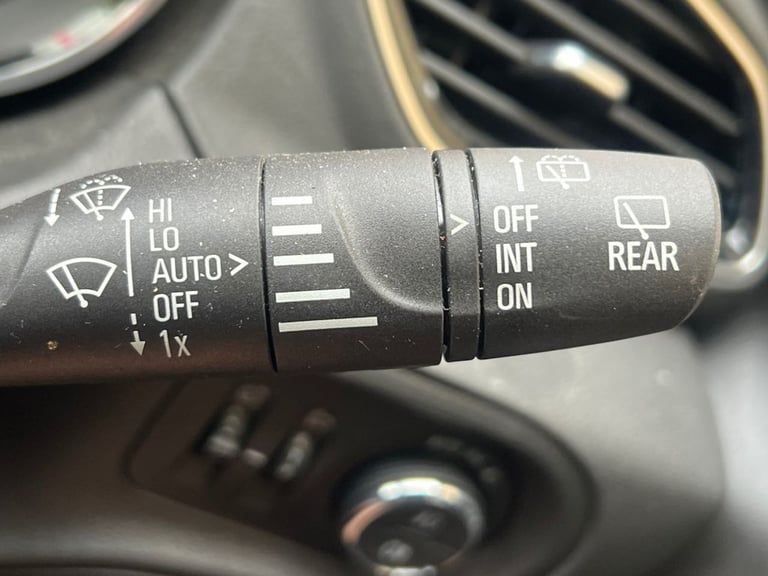 HI
LO
AUTO >
OFF
1x
>
OFF
INT
ON
REAR